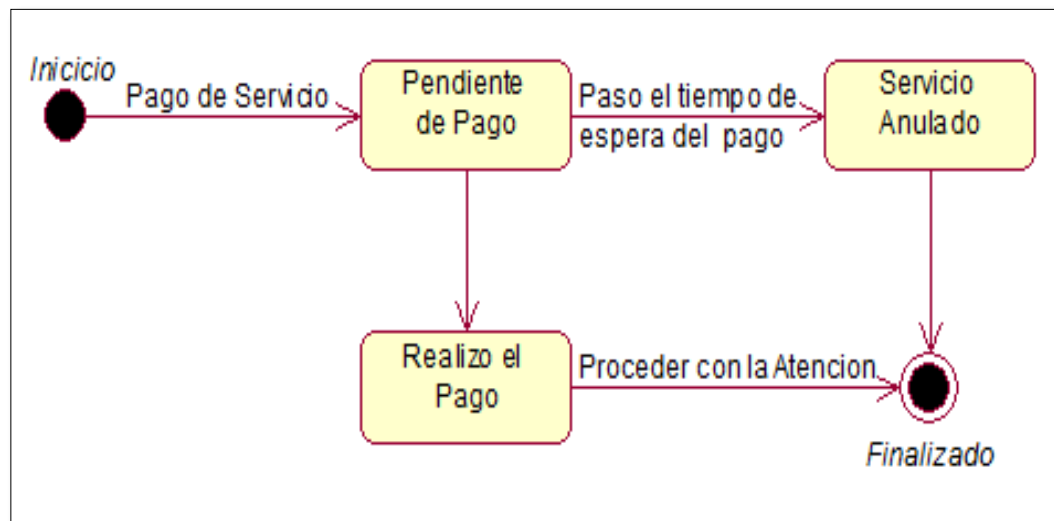 Inicicio
Pago de Servicio
Pendiente
de Pago
Paso el tiempo de
espera del pago
Servicio
Anulado
Realizo el
Pago
Proceder con la Atencion
Finalizado